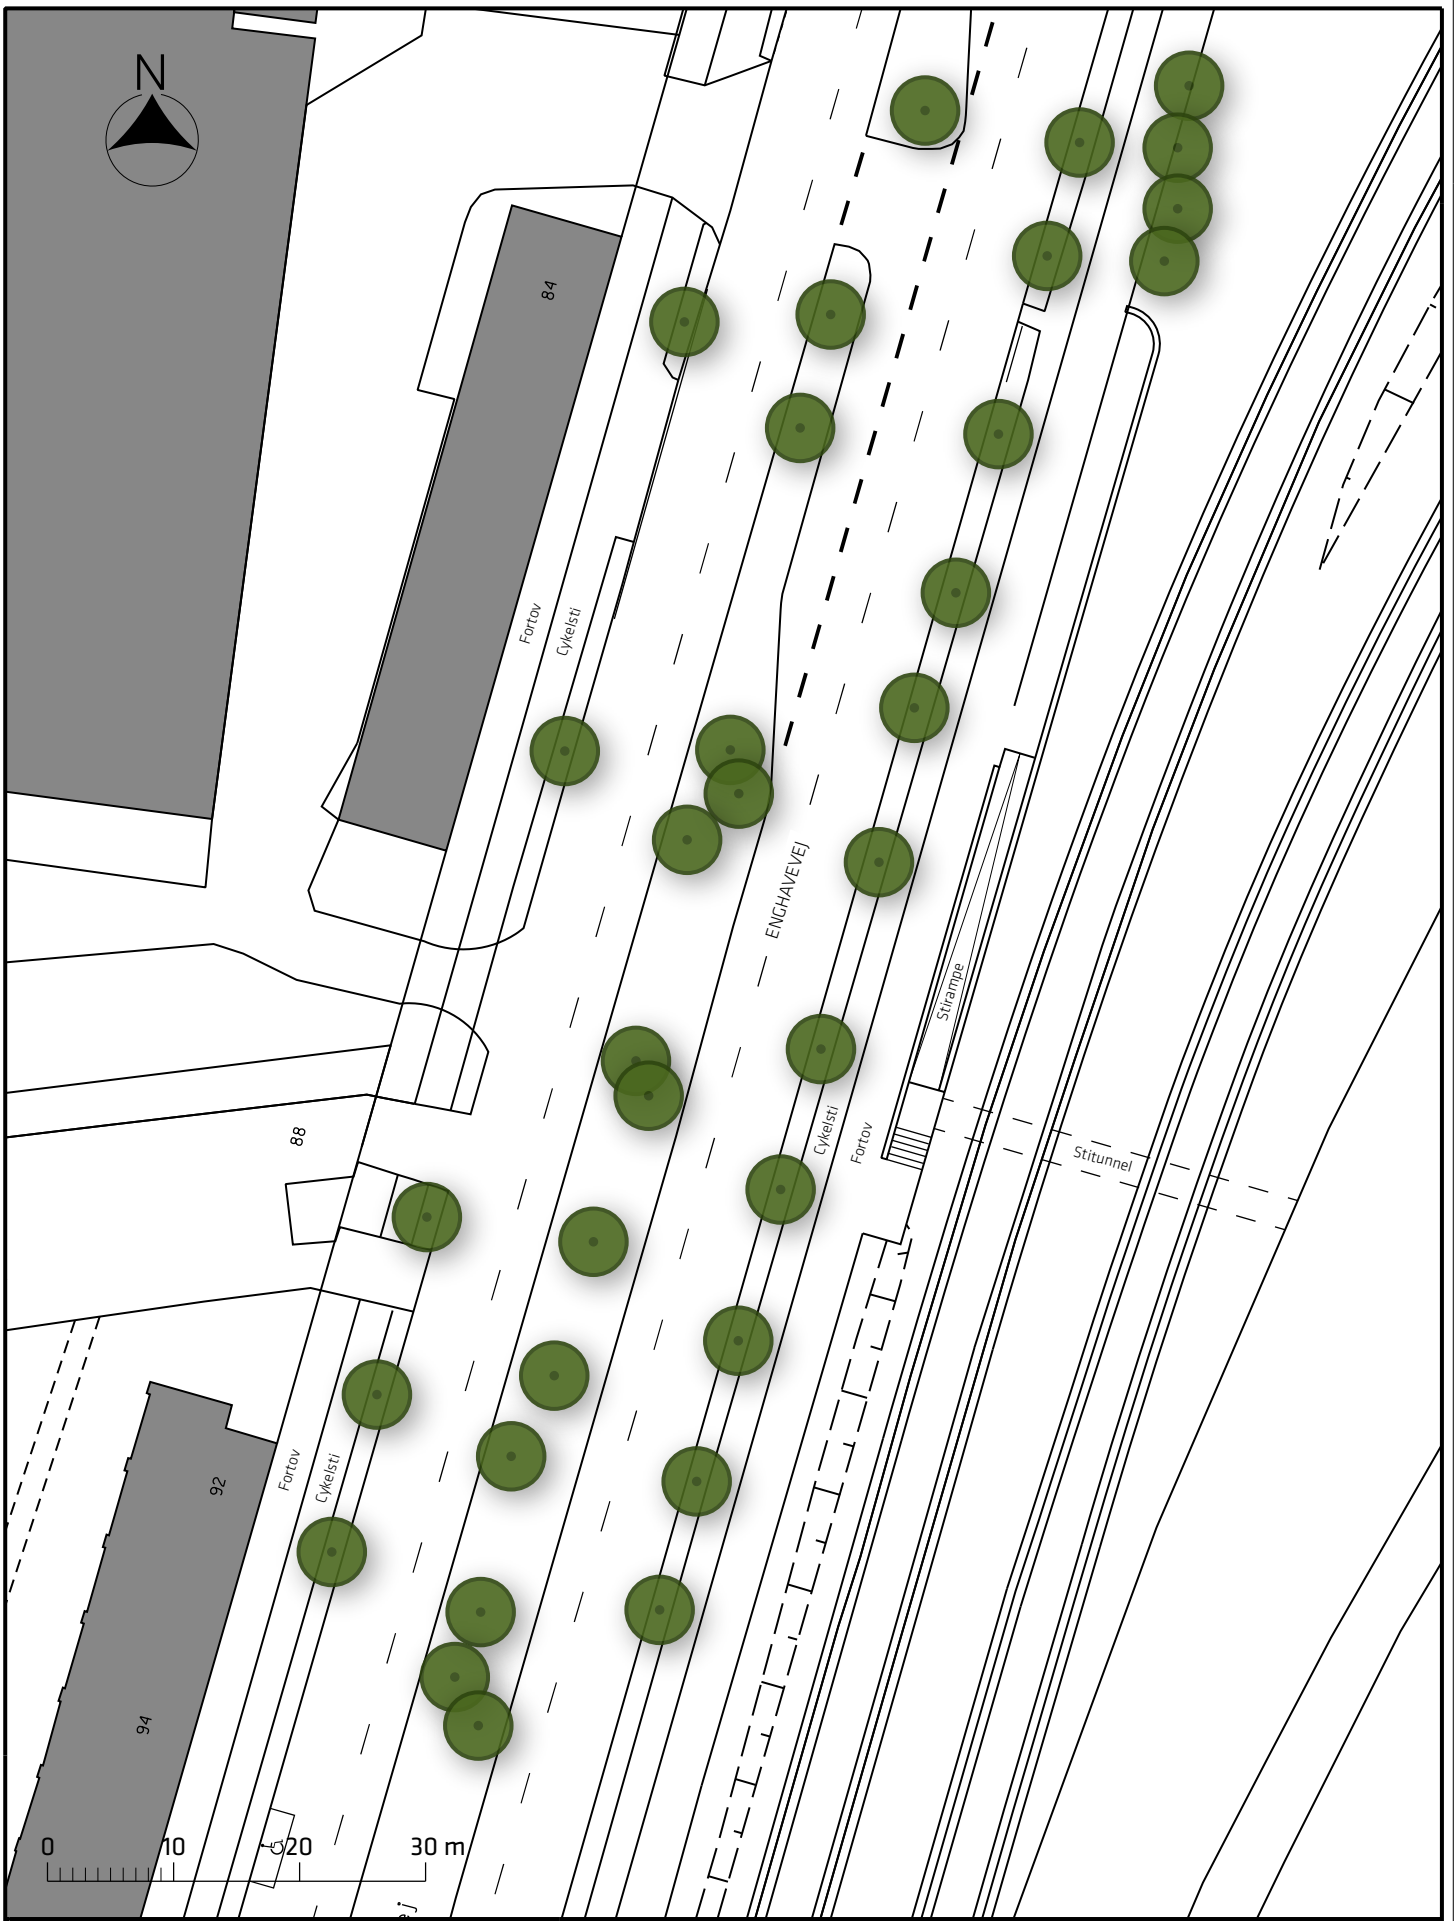 N
84
Fortov
Cykelsti
ENGHAVEVEJ
Stirampe
Cykelsti
Fortov
Stitunnel
88
Fortov
Cykelsti
92
94
0 10 20 30 m